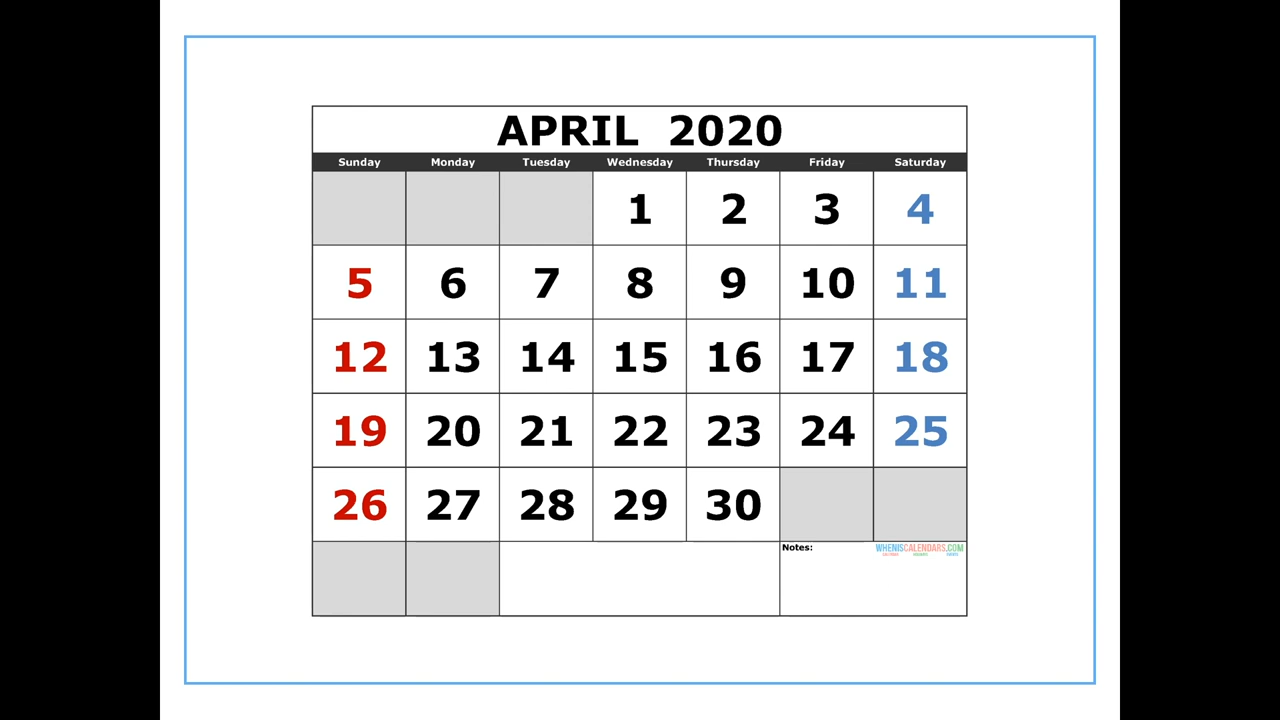 APRIL 2020
Sunday Monday Tuesday Wednesday Thursday Friday Saturday
1 2 3 4
5 6 7 8 9 10 11
12 13 14 15 16 17 18
19 20 21 22 23 24 25
26 27 28 29 30
Notes: WHENISCALENDARS.COM